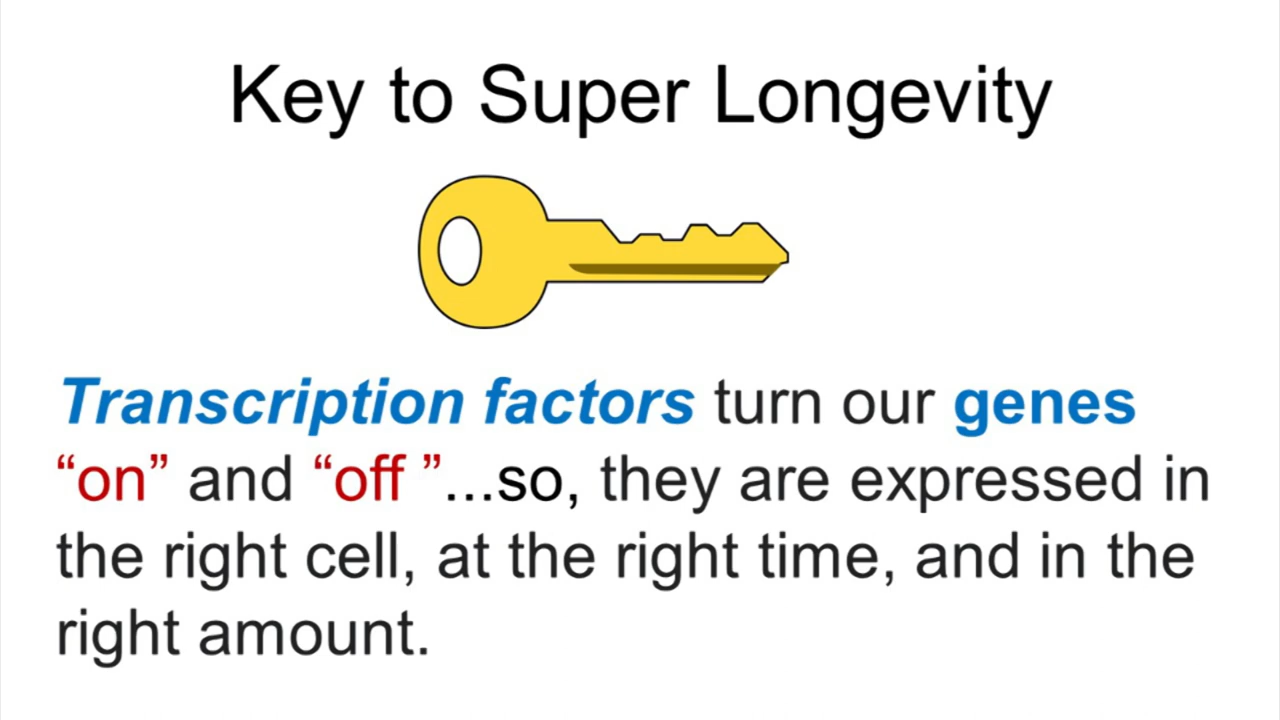 Key to Super Longevity
Transcription factors turn our genes
“on” and “off ”...so, they are expressed in
the right cell, at the right time, and in the
right amount.